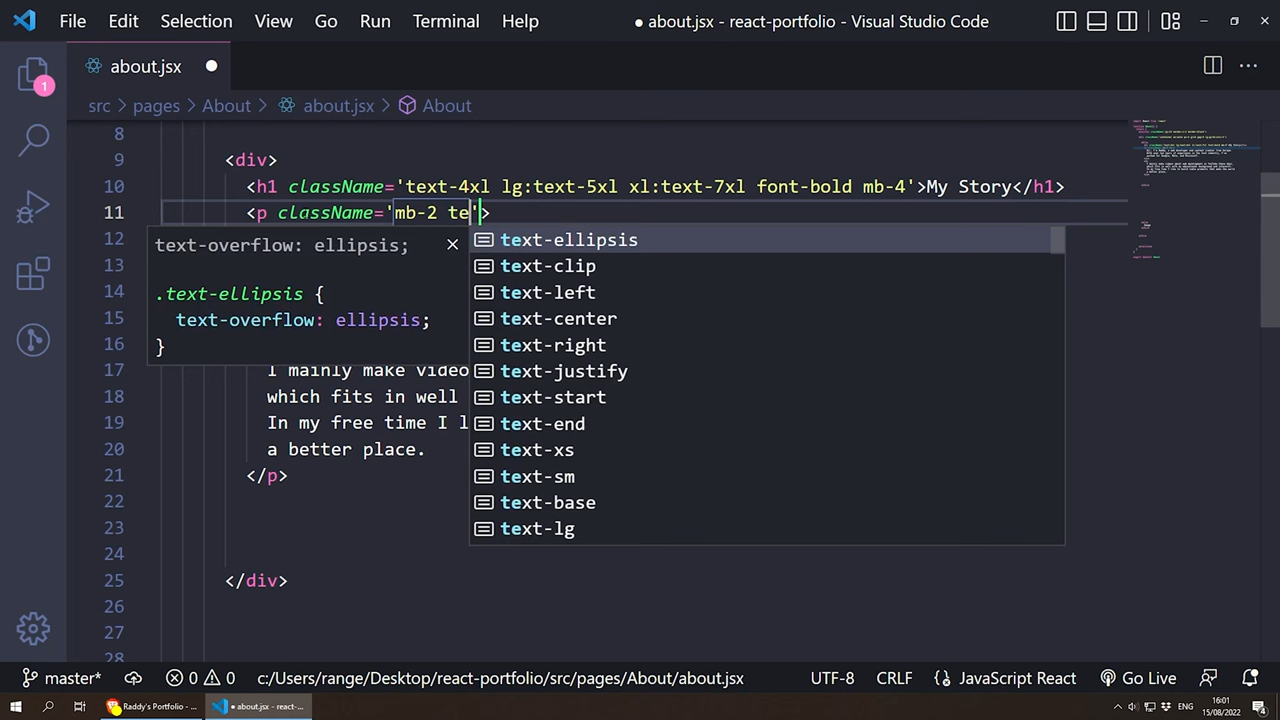 File Edit Selection View Go Run Terminal Help ● about.jsx - react-portfolio - Visual Studio Code
1
about.jsx
src > pages > About > about.jsx > About
8
9 <div>
10 <h1 className='text-4xl lg:text-5xl xl:text-7xl font-bold mb-4'>My Story</h1>
11 <p className='mb-2 te'>
12 text-overflow: ellipsis; × text-ellipsis
13 text-clip
14 .text-ellipsis { text-left
15 text-overflow: ellipsis; text-center
16 } text-right
17 I mainly make video text-justify
18 which fits in well text-start
19 In my free time I l text-end
20 a better place. text-xs
21 </p> text-sm
22 text-base
23 text-lg
24
25 </div>
26
27
28
master* 0 0 c:/Users/range/Desktop/react-portfolio/src/pages/About/about.jsx UTF-8 CRLF JavaScript React Go Live
Raddy's Portfolio - ... ● about.jsx - react-... ENG 16:01
15/08/2022 4